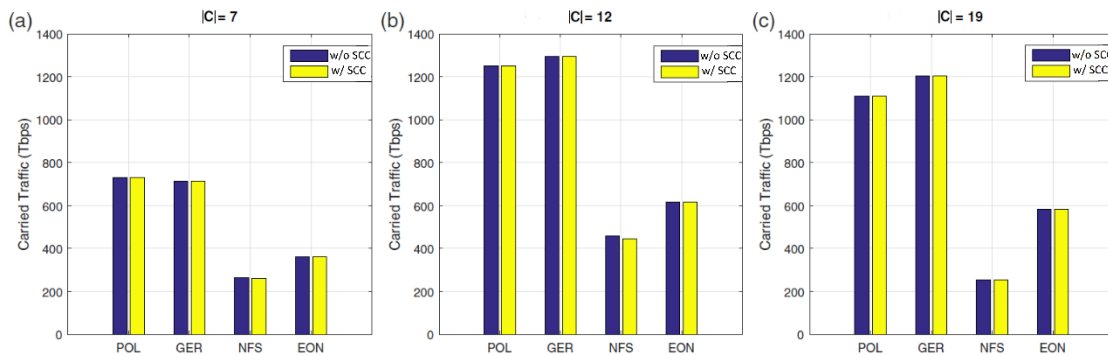 (a)
|C|= 7
Carried Traffic (Tbps)
1400
1200
1000
800
600
400
200
0
w/o SCC
w/ SCC
POL GER NFS EON
(b)
|C|= 12
Carried Traffic (Tbps)
1400
1200
1000
800
600
400
200
0
w/o SCC
w/ SCC
POL GER NFS EON
(c)
|C|= 19
Carried Traffic (Tbps)
1400
1200
1000
800
600
400
200
0
w/o SCC
w/ SCC
POL GER NFS EON